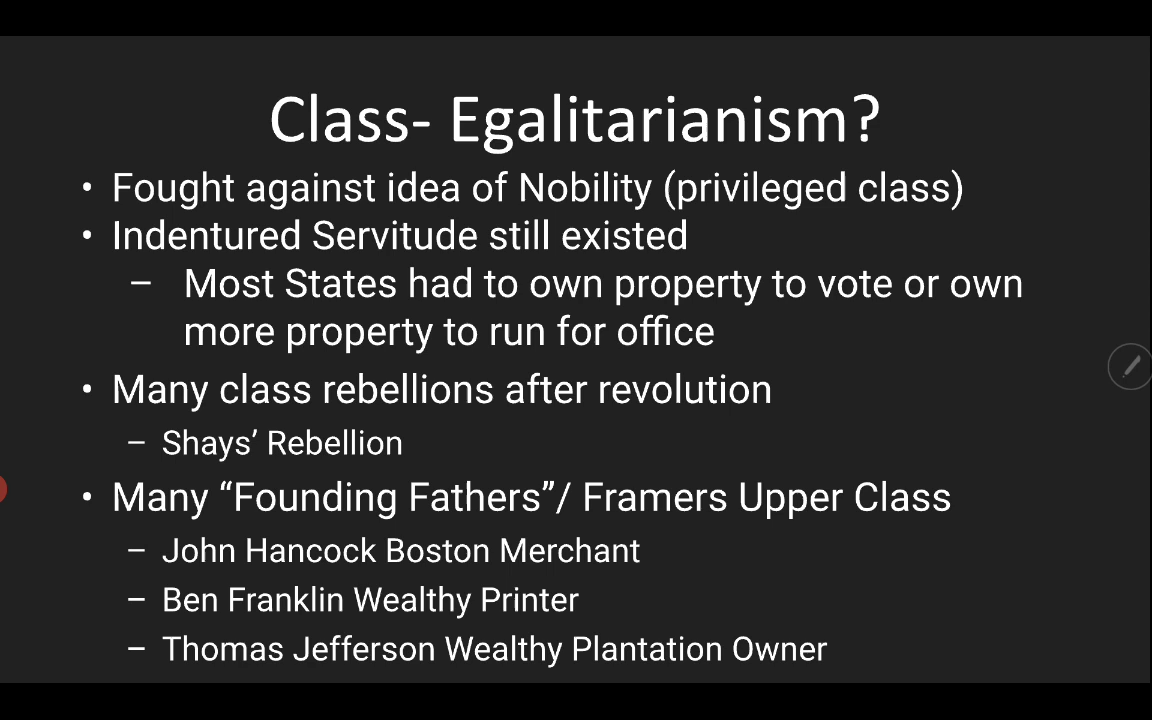 Class- Egalitarianism?
• Fought against idea of Nobility (privileged class)
• Indentured Servitude still existed
– Most States had to own property to vote or own
more property to run for office
• Many class rebellions after revolution
– Shays’ Rebellion
• Many “Founding Fathers”/ Framers Upper Class
– John Hancock Boston Merchant
– Ben Franklin Wealthy Printer
– Thomas Jefferson Wealthy Plantation Owner